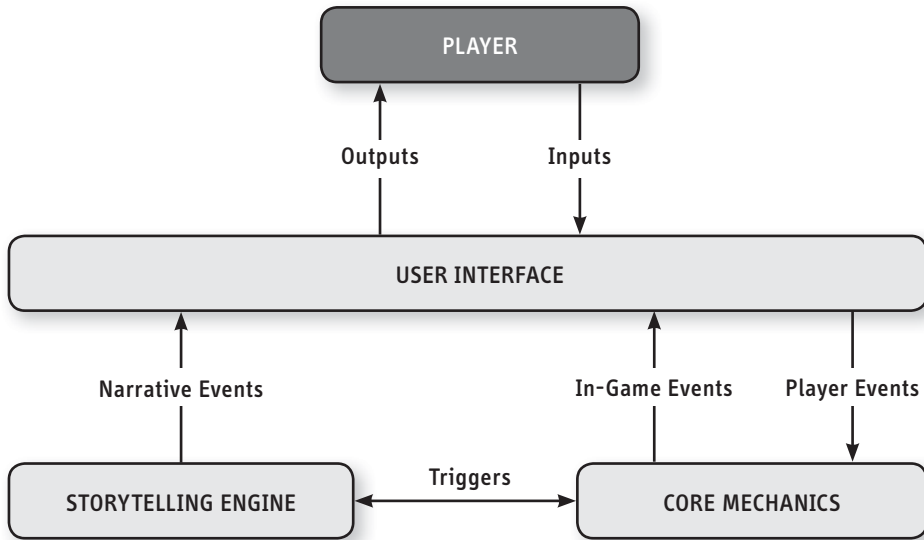 PLAYER
Outputs
Inputs
USER INTERFACE
Narrative Events
In-Game Events
Player Events
Triggers
STORYTELLING ENGINE
CORE MECHANICS